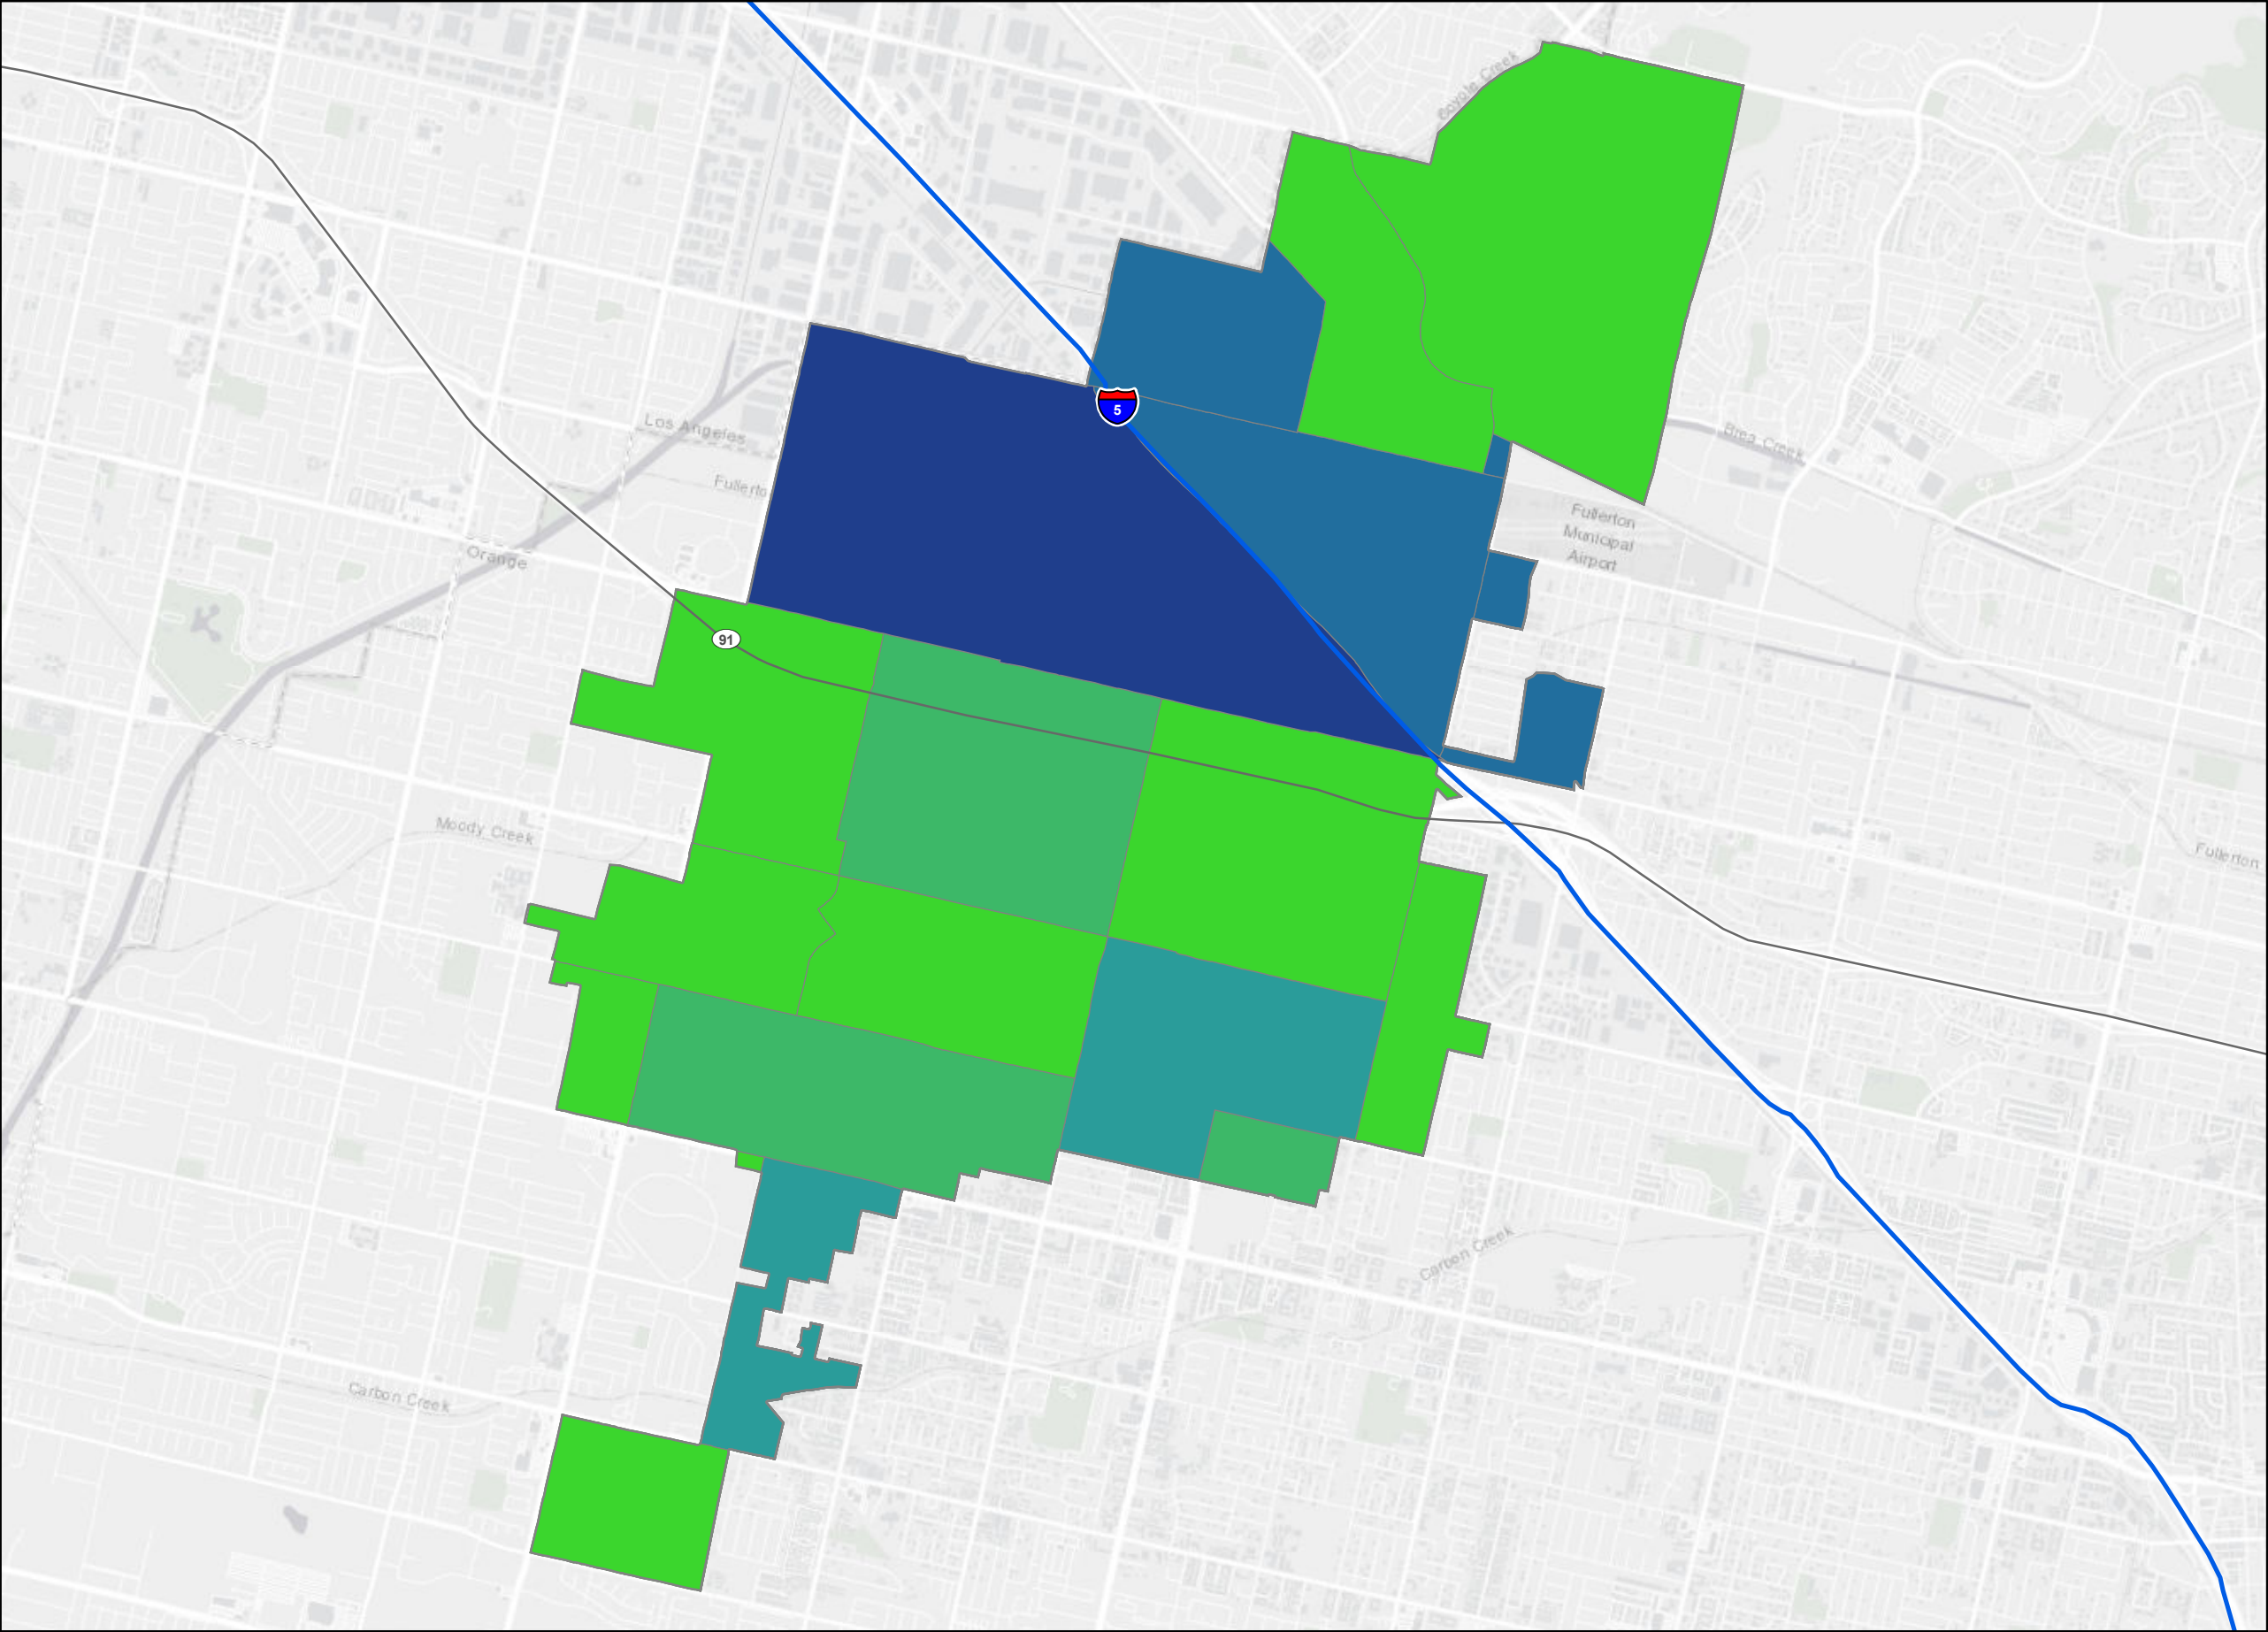 Coyote Creek
5
Los Angeles
Brea Creek
Fullerto
Fullerton
Municipal
Airport
Orange
91
Moody Creek
Fullerton
Carbon Creek
Carbon Creek